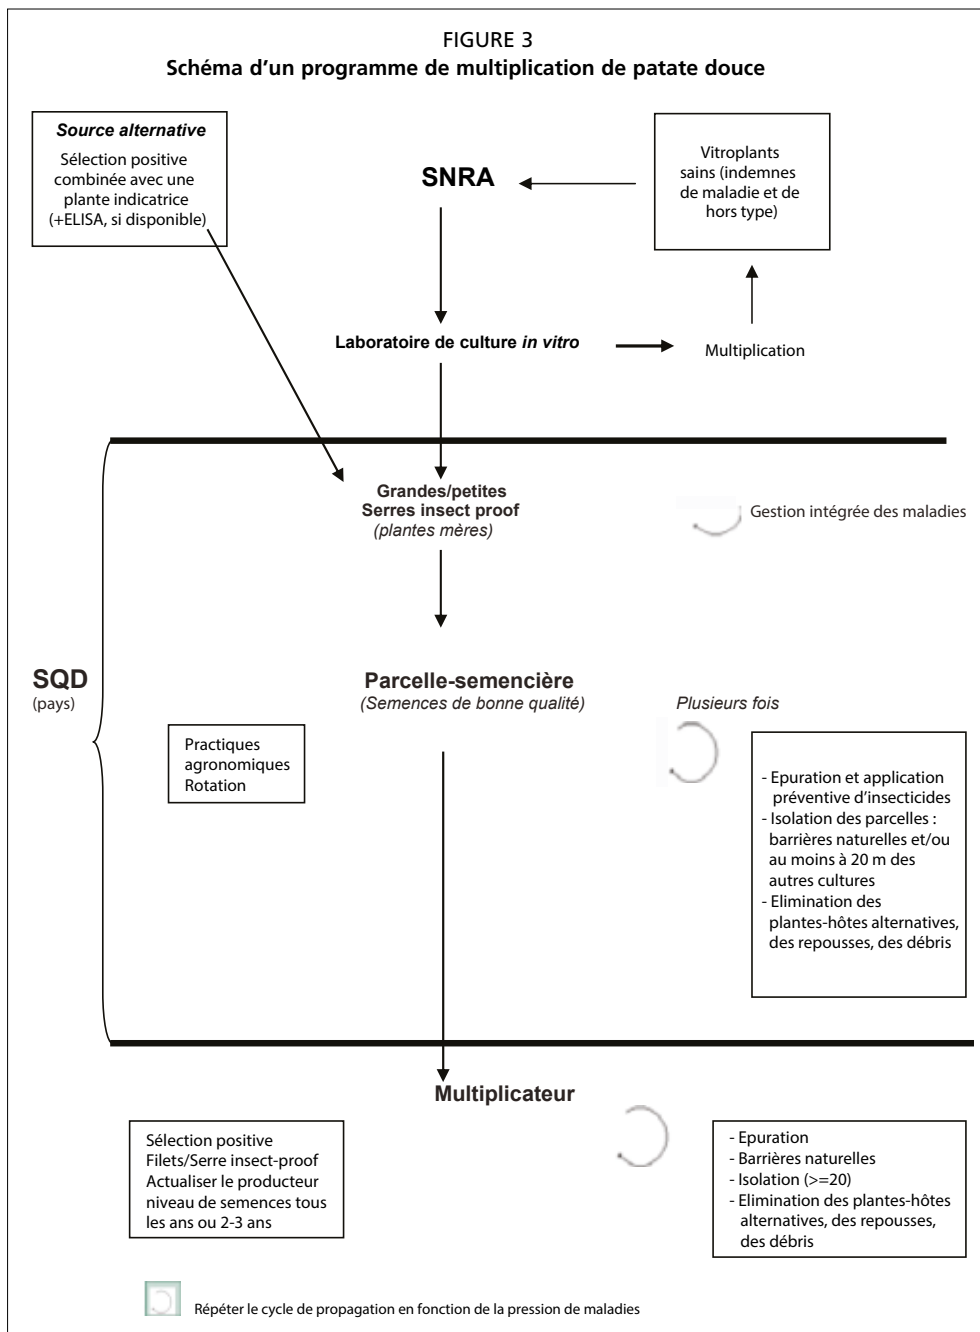 FIGURE 3
Schéma d'un programme de multiplication de patate douce
Source alternative
Sélection positive
combinée avec une
plante indicatrice
(+ELISA, si disponible)
SNRA
Vitroplants
sains (indemnes
de maladie et de
hors type)
Laboratoire de culture in vitro
Multiplication
Grandes/petites
Serres insect proof
(plantes mères)
Gestion intégrée des maladies
SQD
(pays)
Parcelle-semencière
(Semences de bonne qualité)
Plusieurs fois
Practiques
agronomiques
Rotation
- Epuration et application
préventive d'insecticides
- Isolation des parcelles :
barrières naturelles et/ou
au moins à 20 m des
autres cultures
- Elimination des
plantes-hôtes alternatives,
des repousses, des débris
Multiplicateur
Sélection positive
Filets/Serre insect-proof
Actualiser le producteur
niveau de semences tous
les ans ou 2-3 ans
- Epuration
- Barrières naturelles
- Isolation (>=20)
- Elimination des plantes-hôtes
alternatives, des repousses,
des débris
Répéter le cycle de propagation en fonction de la pression de maladies